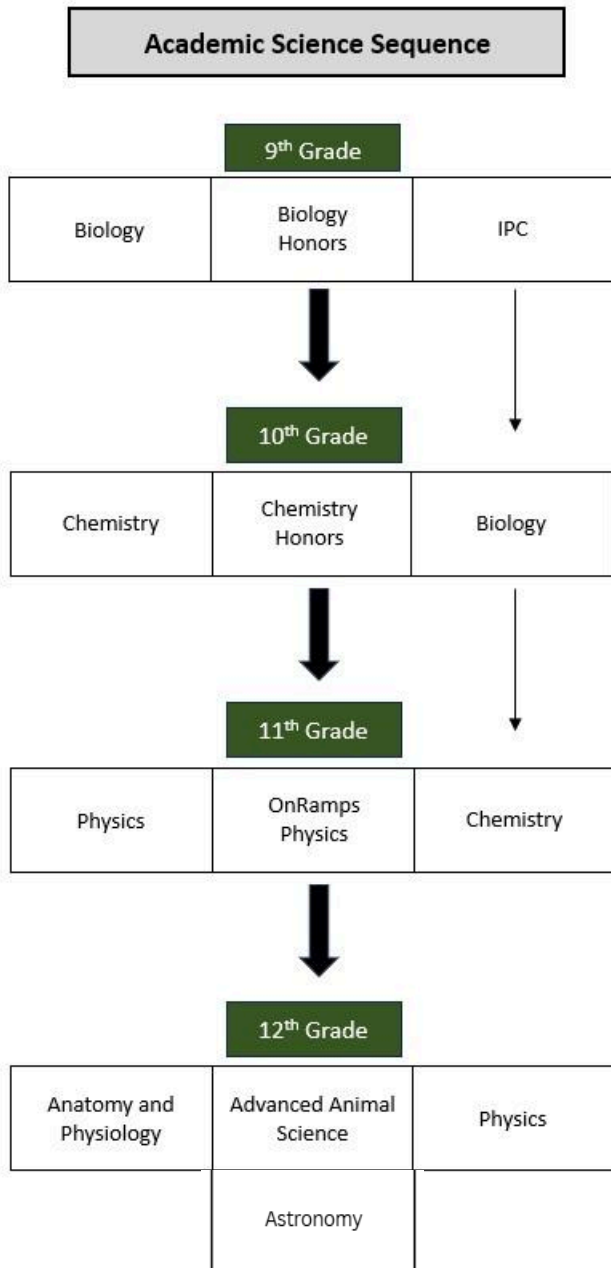 Academic Science Sequence
9th Grade
Biology
Biology
Honors
IPC
10th Grade
Chemistry
Chemistry
Honors
Biology
11th Grade
Physics
OnRamps
Physics
Chemistry
12th Grade
Anatomy and
Physiology
Advanced Animal
Science
Physics
Astronomy